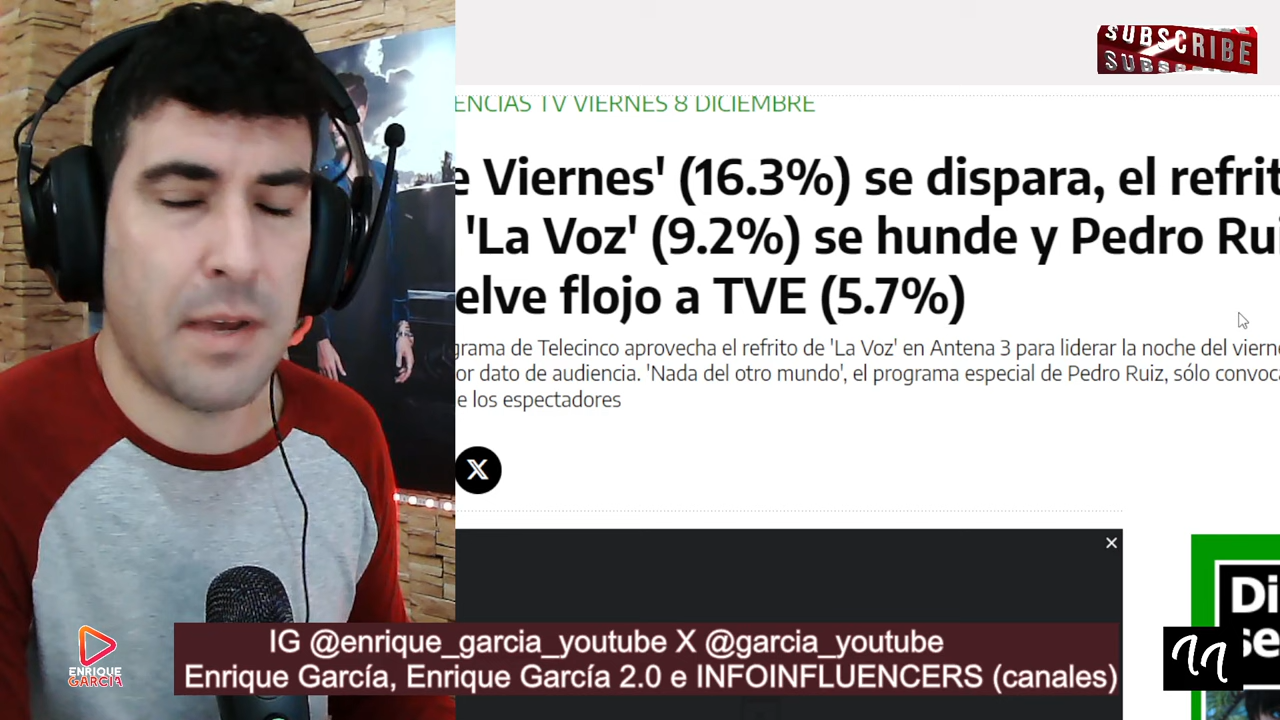 SUBSCRIBE
ENCIAS TV VIERNES 8 DICIEMBRE
e Viernes' (16.3%) se dispara, el refrit
'La Voz' (9.2%) se hunde y Pedro Rui
elve flojo a TVE (5.7%)
grama de Telecinco aprovecha el refrito de 'La Voz' en Antena 3 para liderar la noche del vierne
or dato de audiencia. 'Nada del otro mundo', el programa especial de Pedro Ruiz, sólo convoca
e los espectadores
X
Di
se
IG @enrique_garcia_youtube X @garcia_youtube
Enrique García, Enrique García 2.0 e INFOINFLUENCERS (canales)
ENRIQUE
GARCÍA